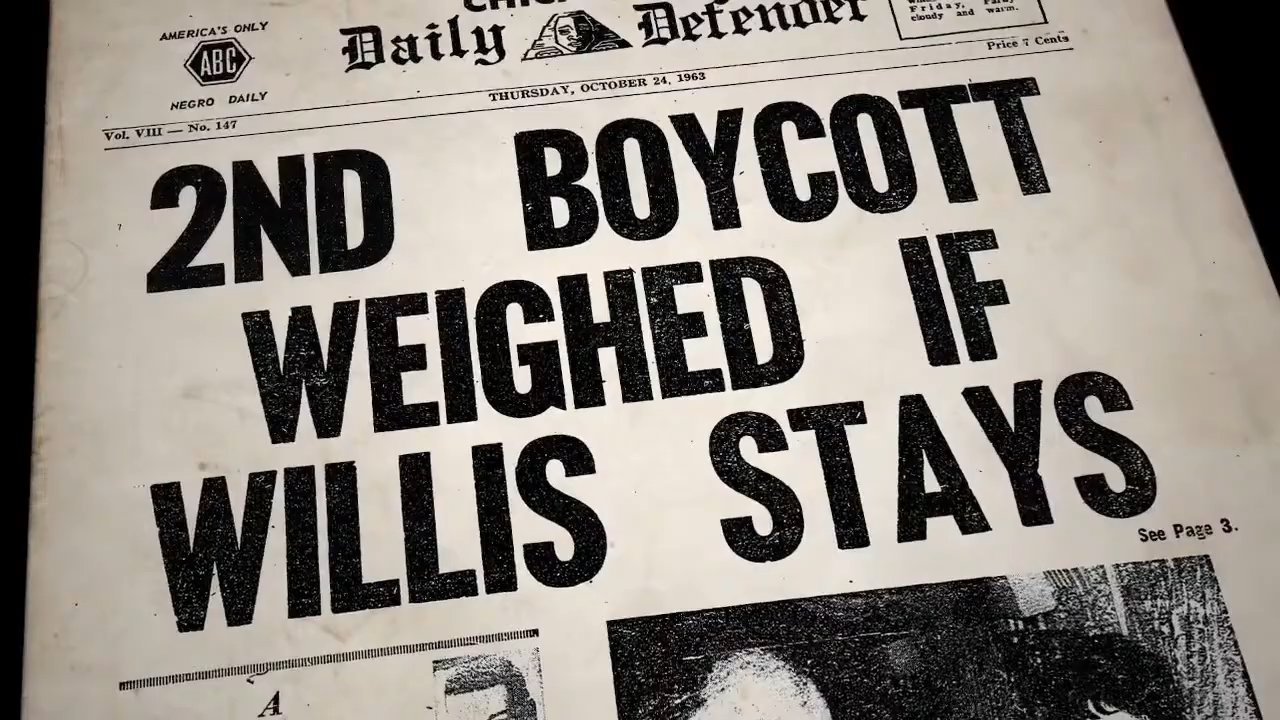 CHIC
AMERICA'S ONLY
ABC
NEGRO DAILY
Daily Defender
Friday,
cloudy and warm.
Price 7 Cents
THURSDAY, OCTOBER 24, 1963
Vol. VIII — No. 147
2ND BOYCOTT
WEIGHED IF
WILLIS STAYS
See Page 3.
A